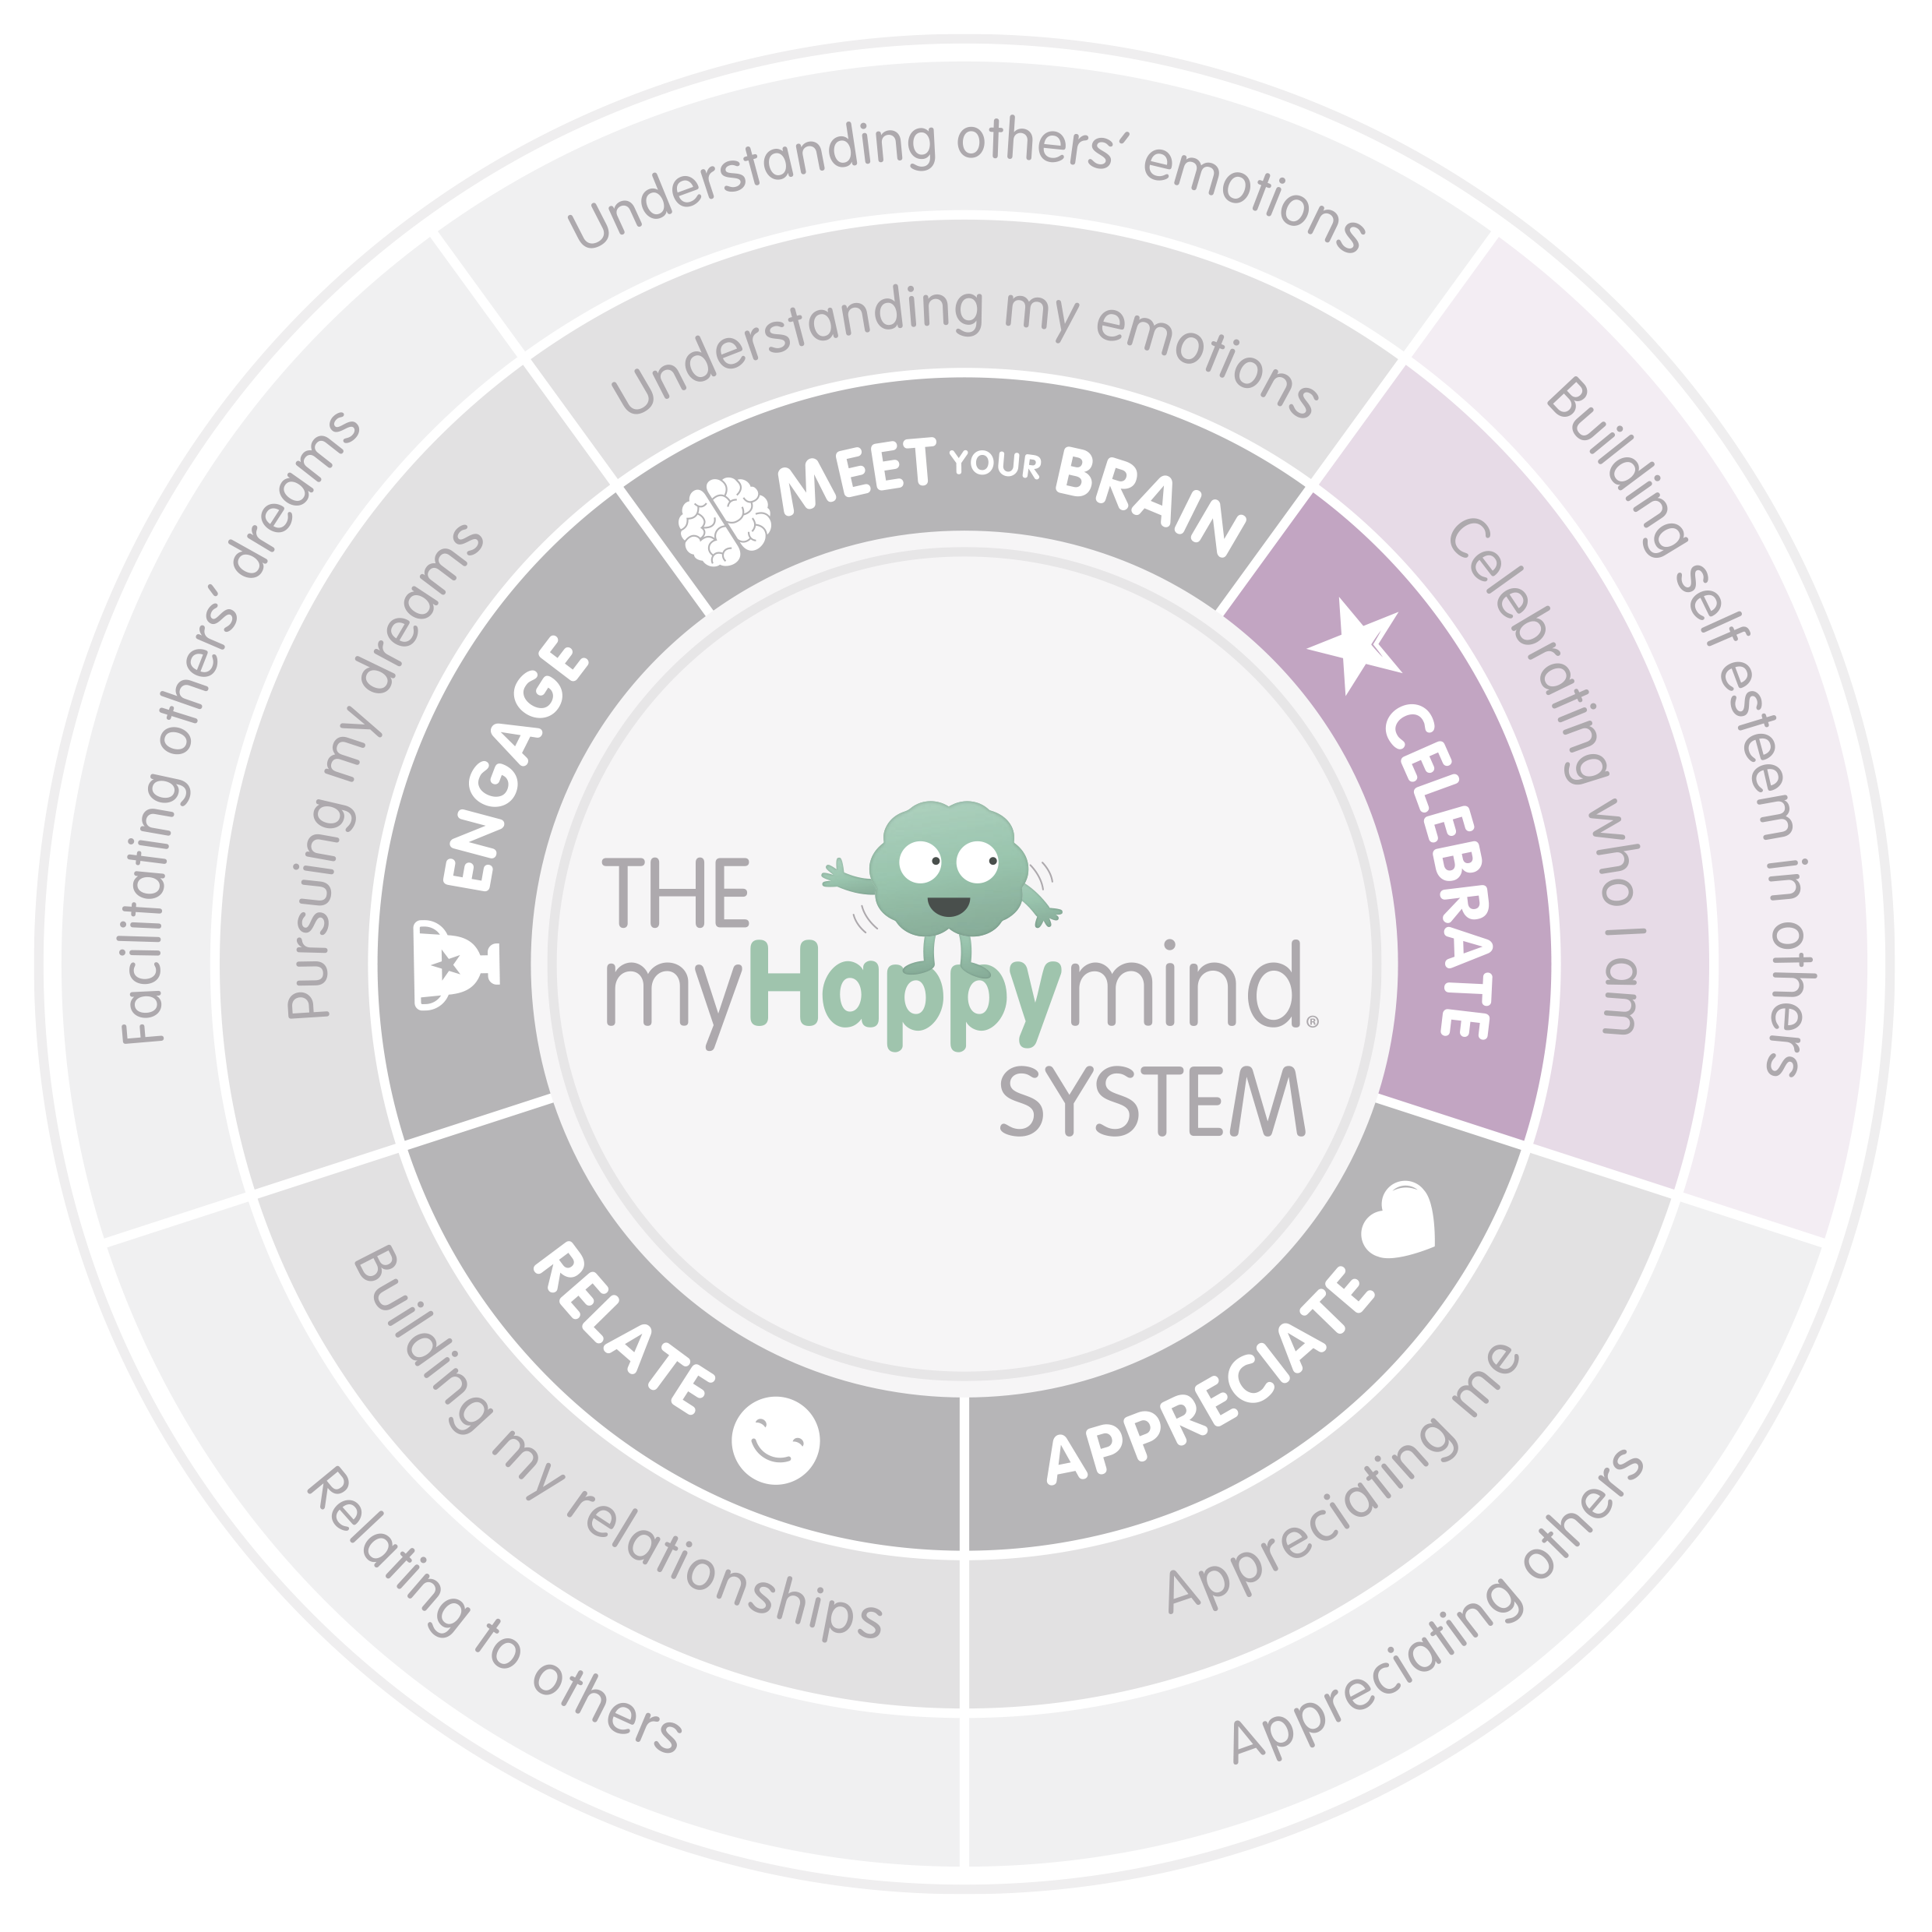 Understanding others' emotions
Understanding my emotions
MEET YOUR BRAIN
Building self esteem in others
Celebrating who I am
CELEBRATE
Appreciating others
Appreciating me
APPRECIATE
Relating to others
Building my relationships
RELATE
Facilitating others' dreams
Pursuing my dreams
ENGAGE
THE
myHappymind®
SYSTEM